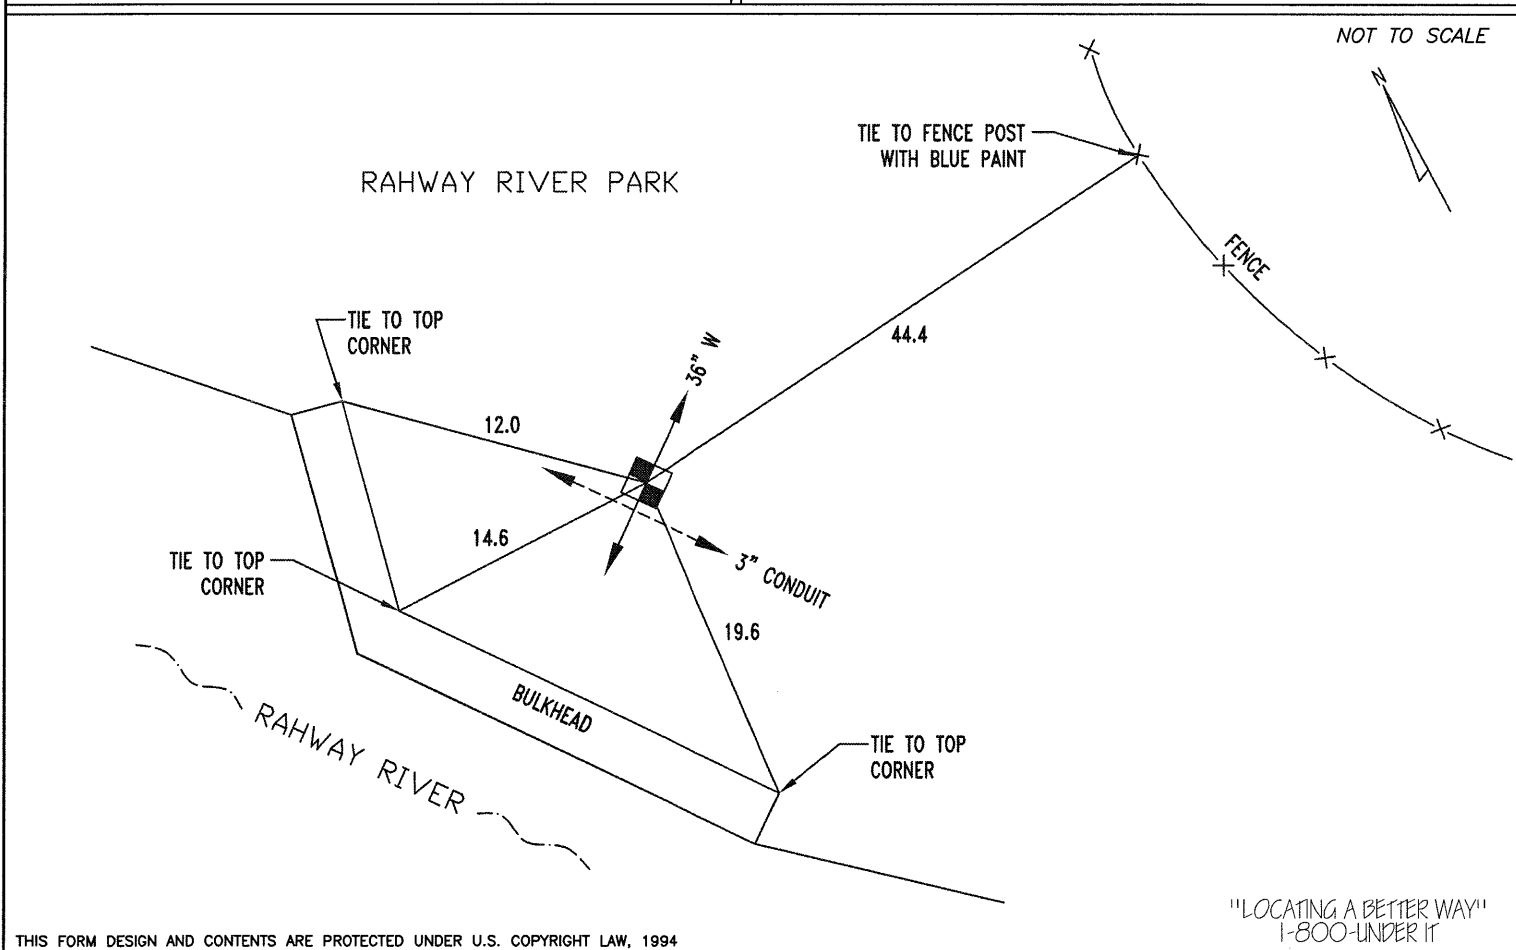 NOT TO SCALE
N
TIE TO FENCE POST
WITH BLUE PAINT
RAHWAY RIVER PARK
FENCE
TIE TO TOP
CORNER
36" W
44.4
12.0
14.6
TIE TO TOP
CORNER
3" CONDUIT
19.6
BULKHEAD
RAHWAY RIVER
TIE TO TOP
CORNER
"LOCATING A BETTER WAY"
1-800-UNDER IT
THIS FORM DESIGN AND CONTENTS ARE PROTECTED UNDER U.S. COPYRIGHT LAW, 1994